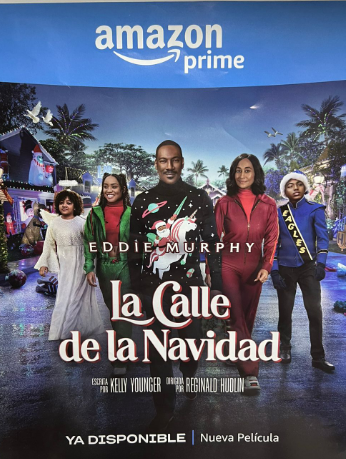 amazon
prime
EAGLES
EDDIE MURPHY
La Calle
de la Navidad
ESCRITA POR KELLY YOUNGER DIRIGIDA POR REGINALD HUDLIN
YA DISPONIBLE | Nueva Película